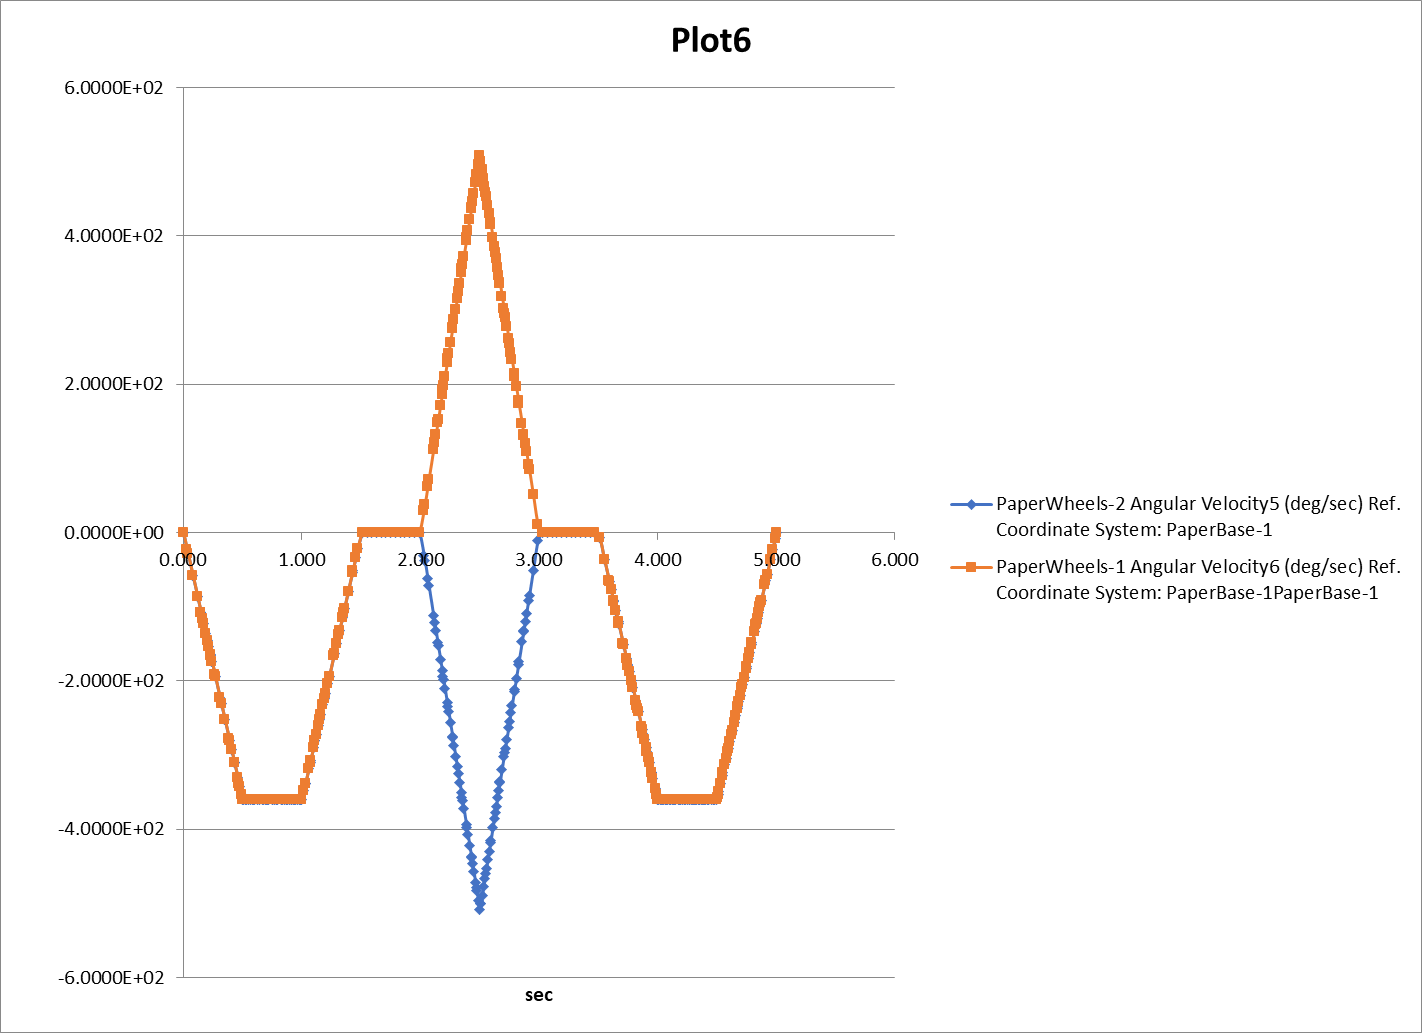 Plot6
6.0000E+02
4.0000E+02
2.0000E+02
0.0000E+00
-2.0000E+02
-4.0000E+02
-6.0000E+02
0.000 1.000 2.000 3.000 4.000 5.000 6.000
sec
PaperWheels-2 Angular Velocity5 (deg/sec) Ref.
Coordinate System: PaperBase-1
PaperWheels-1 Angular Velocity6 (deg/sec) Ref.
Coordinate System: PaperBase-1PaperBase-1